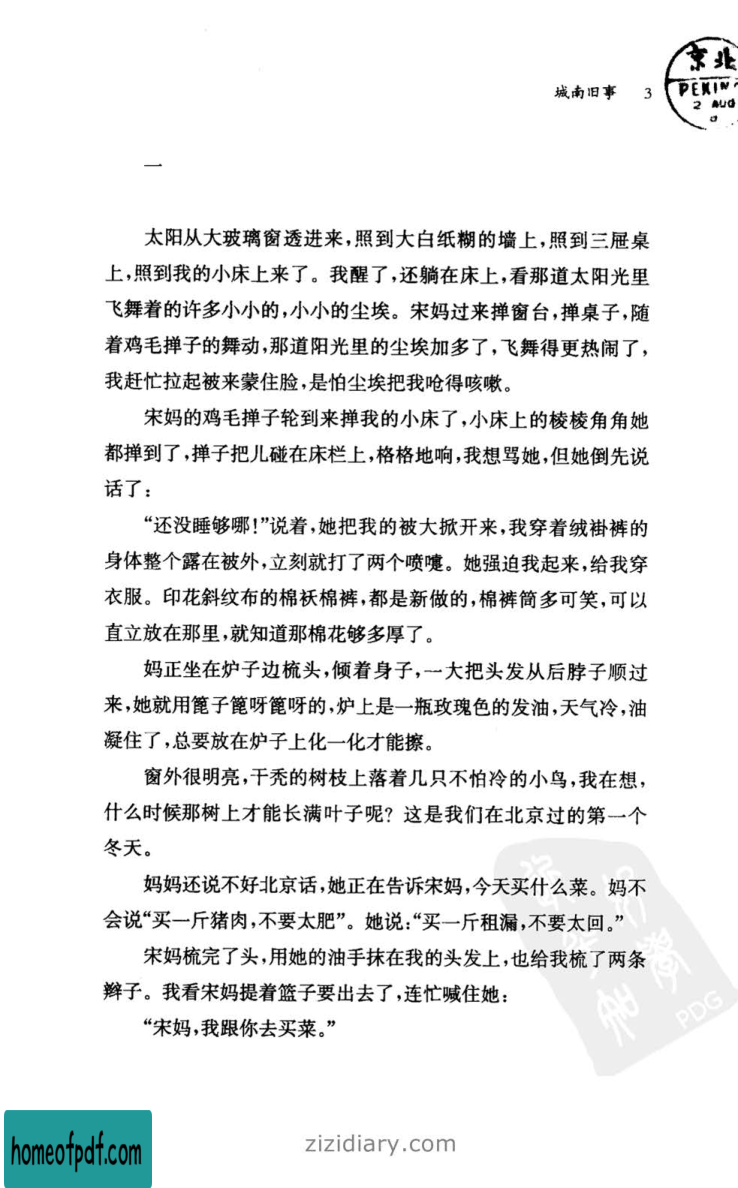 城南旧事 3
京北
PEKIN
2 AUG
一
太阳从大玻璃窗透进来,照到大白纸糊的墙上,照到三屉桌
上,照到我的小床上来了。我醒了,还躺在床上,看那道太阳光里
飞舞着的许多小小的,小小的尘埃。宋妈过来掸窗台,掸桌子,随
着鸡毛掸子的舞动,那道阳光里的尘埃加多了,飞舞得更热闹了,
我赶忙拉起被来蒙住脸,是怕尘埃把我呛得咳嗽。
宋妈的鸡毛掸子轮到来掸我的小床了,小床上的棱棱角角她
都掸到了,掸子把儿碰在床栏上,格格地响,我想骂她,但她倒先说
话了:
“还没睡够哪!”说着,她把我的被大掀开来,我穿着绒褂裤的
身体整个露在被外,立刻就打了两个喷嚏。她强迫我起来,给我穿
衣服。印花斜纹布的棉袄棉裤,都是新做的,棉裤筒多可笑,可以
直立放在那里,就知道那棉花够多厚了。
妈正坐在炉子边梳头,倾着身子,一大把头发从后脖子顺过
来,她就用篦子篦呀篦呀的,炉上是一瓶玫瑰色的发油,天气冷,油
凝住了,总要放在炉子上化一化才能擦。
窗外很明亮,干秃的树枝上落着几只不怕冷的小鸟,我在想,
什么时候那树上才能长满叶子呢?这是我们在北京过的第一个
冬天。
妈妈还说不好北京话,她正在告诉宋妈,今天买什么菜。妈不
会说“买一斤猪肉,不要太肥”。她说:“买一斤租漏,不要太回。”
宋妈梳完了头,用她的油手抹在我的头发上,也给我梳了两条
辫子。我看宋妈提着篮子要出去了,连忙喊住她:
“宋妈,我跟你去买菜。”
PDG
homeofpdf.com
zizidiary.com